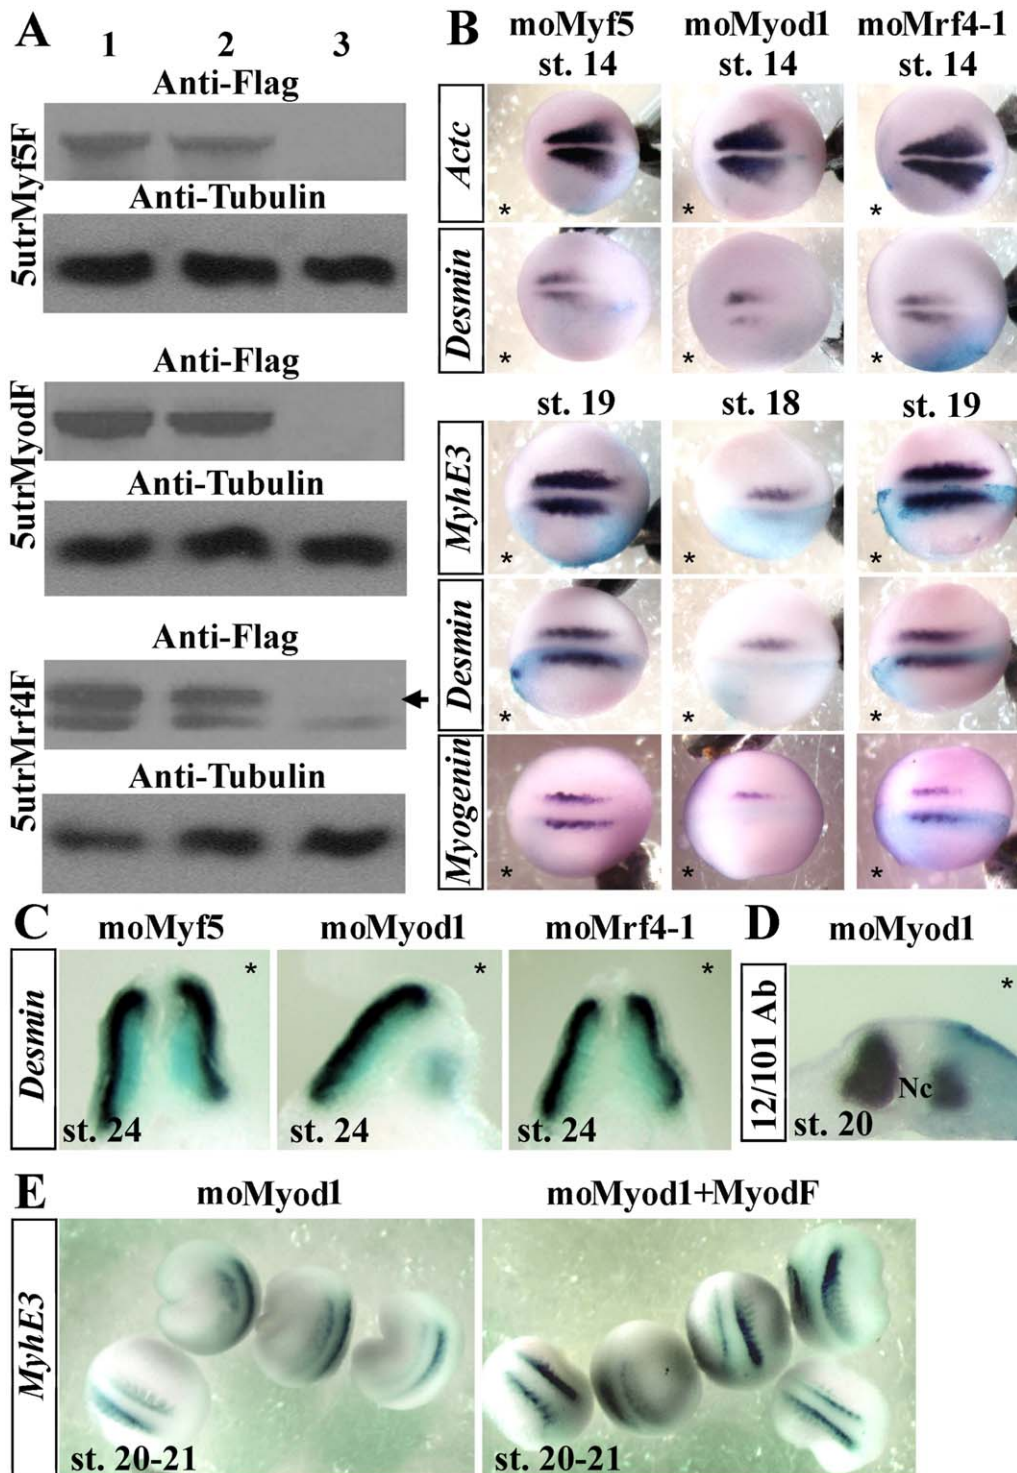 A
1 2 3
Anti-Flag
5utrMyf5F
Anti-Tubulin
Anti-Flag
5utrMyodF
Anti-Tubulin
Anti-Flag
5utrMrf4F
Anti-Tubulin
B
moMyf5 moMyod1 moMrf4-1
st. 14 st. 14 st. 14
Actc
* * *
Desmin
* * *
st. 19 st. 18 st. 19
MyhE3
* * *
Desmin
* * *
Myogenin
* * *
C
moMyf5 moMyod1 moMrf4-1
Desmin
* * *
st. 24 st. 24 st. 24
D
moMyod1
12/101 Ab
*
Nc
st. 20
E
moMyod1 moMyod1+MyodF
MyhE3
st. 20-21 st. 20-21